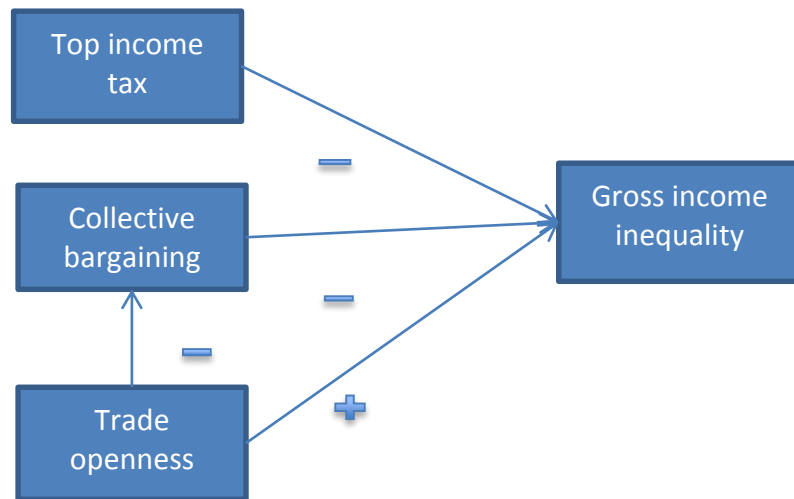 Top income
tax
Collective
bargaining
Gross income
inequality
Trade
openness